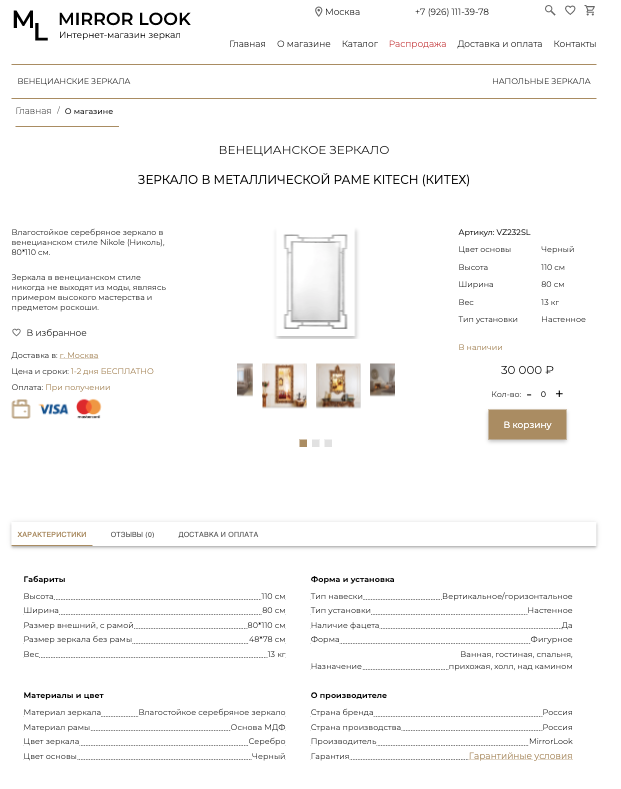 ML MIRROR LOOK
Интернет-магазин зеркал
Москва
+7 (926) 111-39-78
Главная О магазине Каталог Распродажа Доставка и оплата Контакты
ВЕНЕЦИАНСКИЕ ЗЕРКАЛА
НАПОЛЬНЫЕ ЗЕРКАЛА
Главная / О магазине
ВЕНЕЦИАНСКОЕ ЗЕРКАЛО
ЗЕРКАЛО В МЕТАЛЛИЧЕСКОЙ РАМЕ KITECH (КИТЕХ)
Влагостойкое серебряное зеркало в
венецианском стиле Nikole (Николь),
80*110 см.
Зеркала в венецианском стиле
никогда не выходят из моды, являясь
примером высокого мастерства и
предметом роскоши.
В избранное
Доставка в: г. Москва
Цена и сроки: 1-2 дня БЕСПЛАТНО
Оплата: При получении
VISA
mastercard
Артикул: VZ232SL
Цвет основы Черный
Высота 110 см
Ширина 80 см
Вес 13 кг
Тип установки Настенное
В наличии
30 000 ₽
Кол-во: - 0 +
В корзину
ХАРАКТЕРИСТИКИ ОТЗЫВЫ (0) ДОСТАВКА И ОПЛАТА
Габариты
Высота 110 см
Ширина 80 см
Размер внешний, с рамой 80*110 см
Размер зеркала без рамы 48*78 см
Вес 13 кг
Форма и установка
Тип навески Вертикальное/горизонтальное
Тип установки Настенное
Наличие фацета Да
Форма Фигурное
Ванная, гостиная, спальня,
Назначение прихожая, холл, над камином
Материалы и цвет
Материал зеркала Влагостойкое серебряное зеркало
Материал рамы Основа МДФ
Цвет зеркала Серебро
Цвет основы Черный
О производителе
Страна бренда Россия
Страна производства Россия
Производитель MirrorLook
Гарантия Гарантийные условия